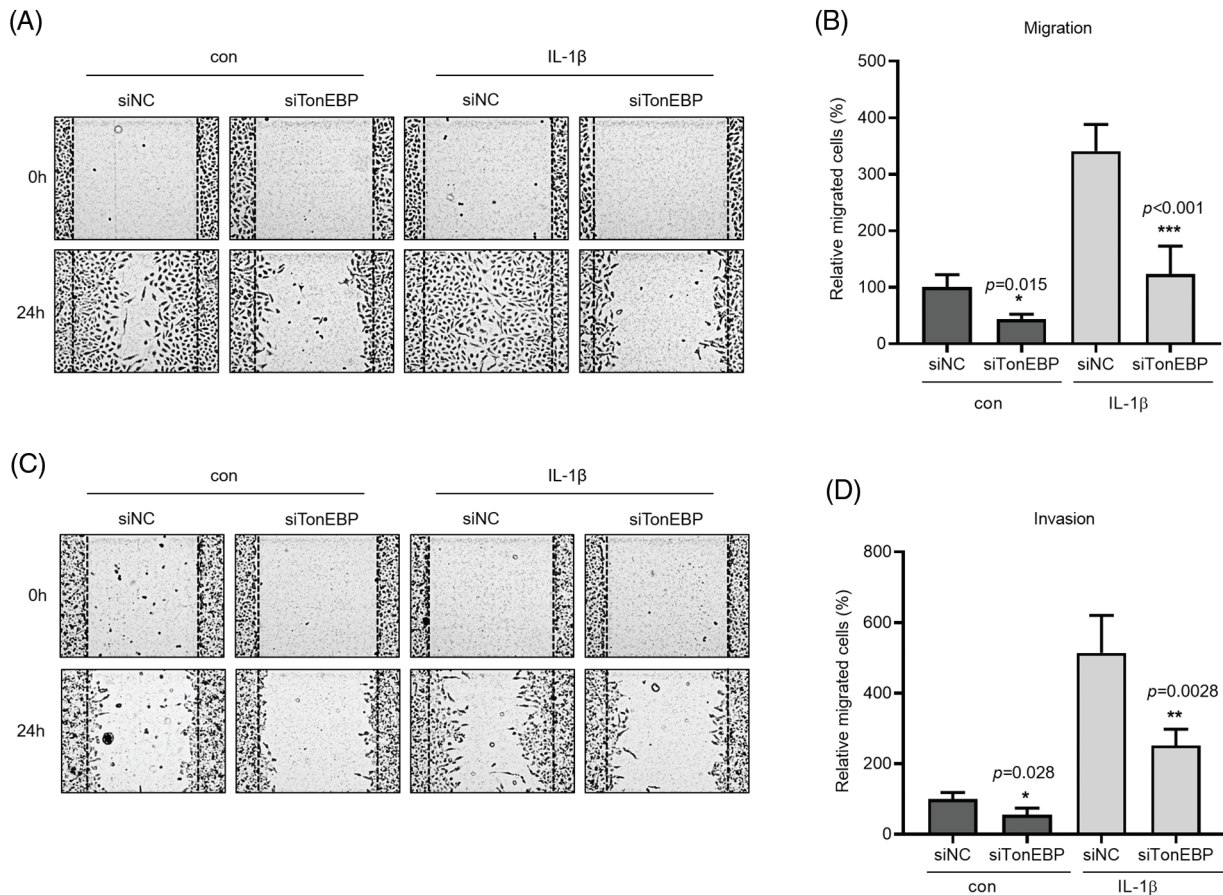 (A)
con IL-1β
siNC siTonEBP siNC siTonEBP
0h
24h
(B)
Migration
Relative migrated cells (%)
500
400
300
200
100
0
p=0.015
*
p<0.001
***
siNC siTonEBP siNC siTonEBP
con IL-1β
(C)
con IL-1β
siNC siTonEBP siNC siTonEBP
0h
24h
(D)
Invasion
Relative migrated cells (%)
800
600
400
200
0
p=0.028
*
p=0.0028
**
siNC siTonEBP siNC siTonEBP
con IL-1β